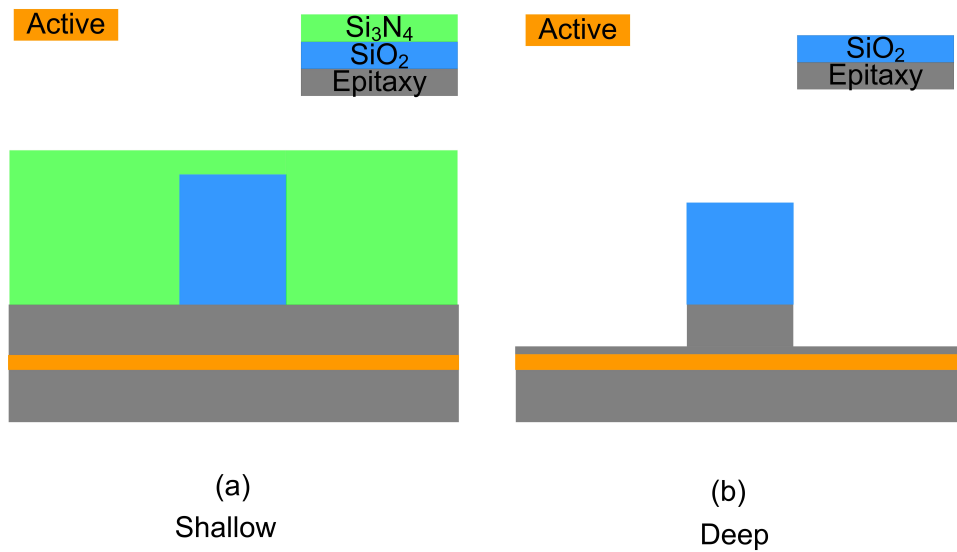 Active
Si₃N₄
SiO₂
Epitaxy
Active
SiO₂
Epitaxy
(a)
Shallow
(b)
Deep